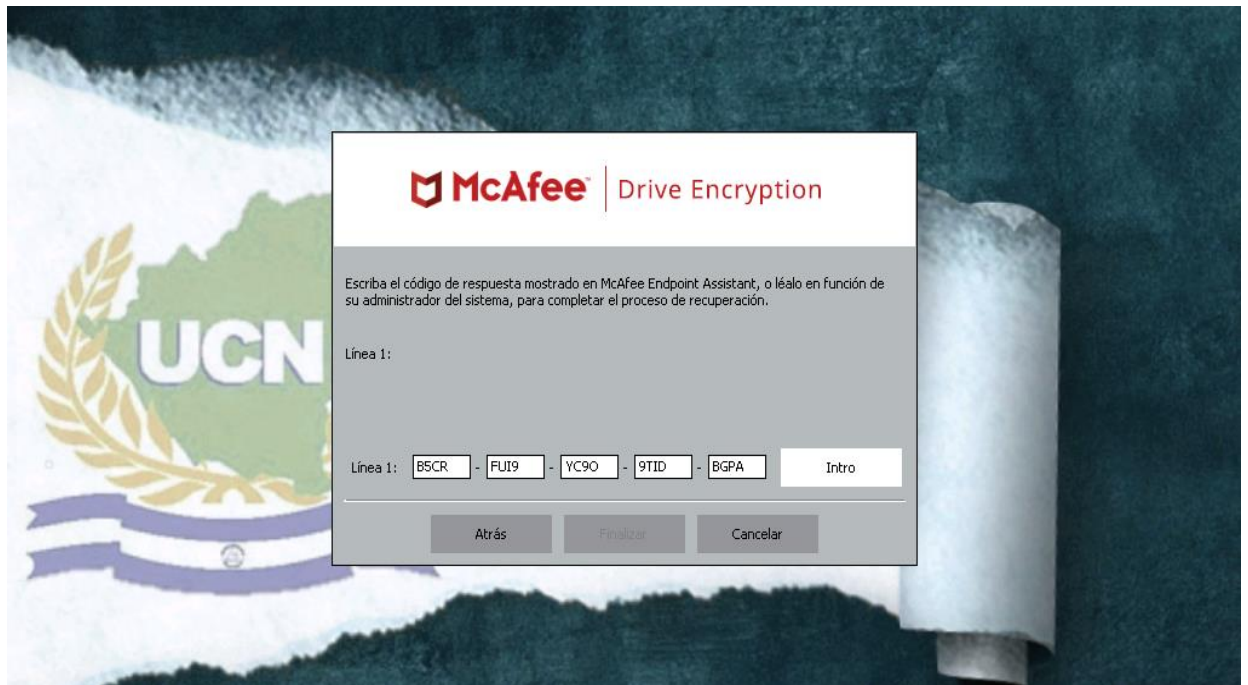 McAfee™ Drive Encryption
Escriba el código de respuesta mostrado en McAfee Endpoint Assistant, o léalo en función de
su administrador del sistema, para completar el proceso de recuperación.
UCN
Línea 1:
Línea 1: B5CR - FUI9 - YC9O - 9TID - BGPA Intro
Atrás Finalizar Cancelar